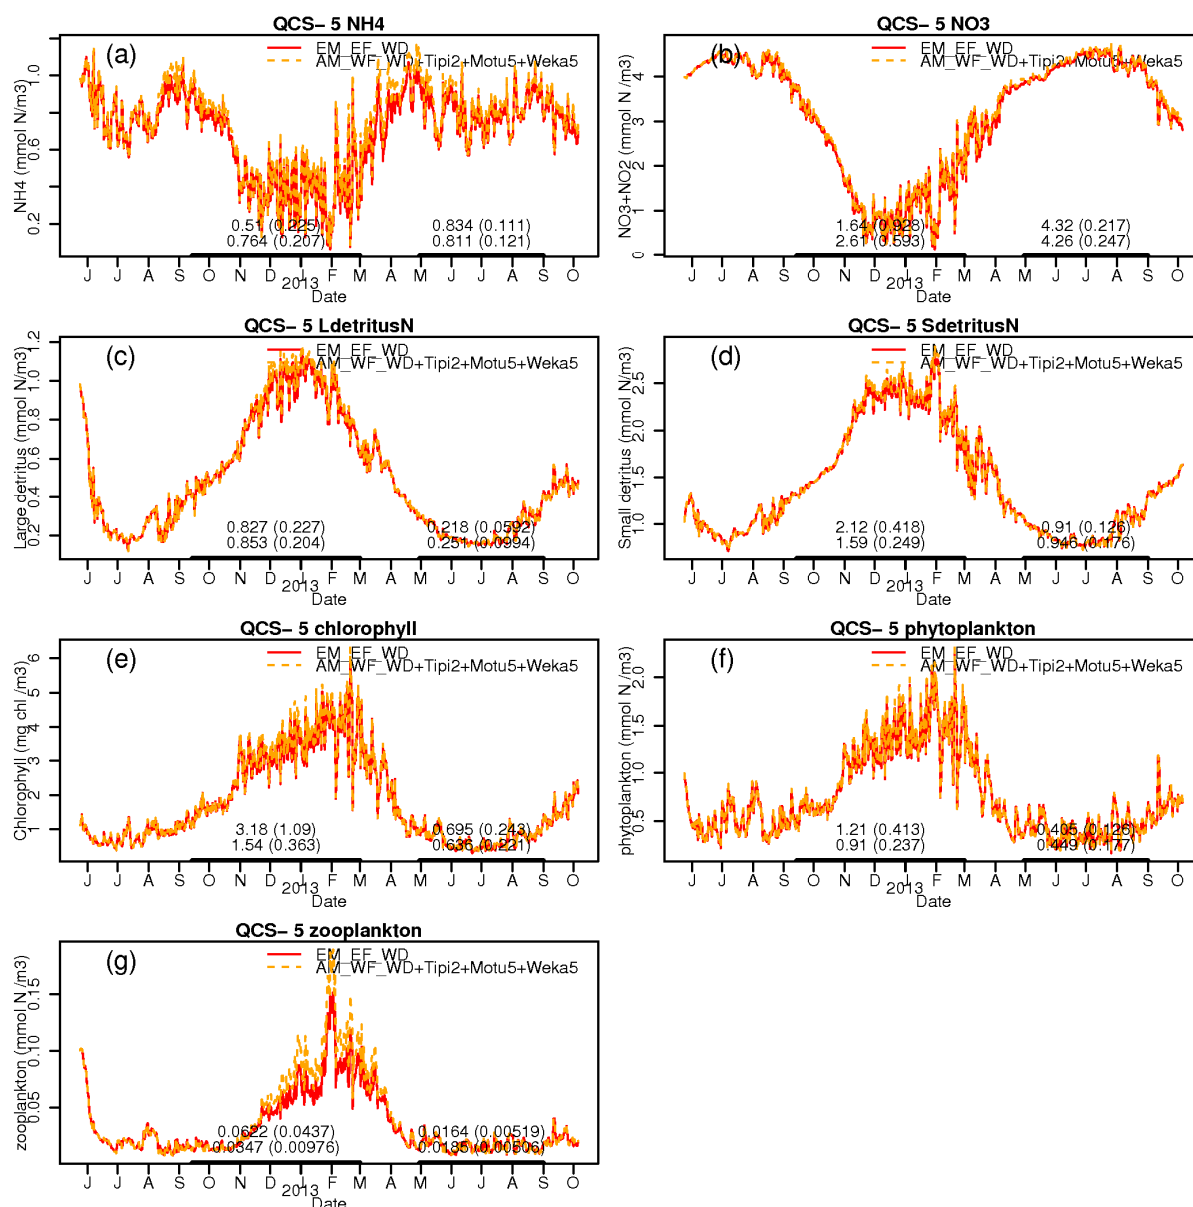 QCS− 5 NH4
(a)
EM_EF_WD
AM_WF_WD+Tipi2+Motu5+Weka5
NH4 (mmol N/m3)
0.2 0.6 1.0
0.51 (0.225)
0.764 (0.207)
0.834 (0.111)
0.811 (0.121)
J J A S O N D J F M A M J J A S O
2013
Date
QCS− 5 NO3
(b)
EM_EF_WD
AM_WF_WD+Tipi2+Motu5+Weka5
NO3+NO2 (mmol N /m3)
0 1 2 3 4
1.64 (0.928)
2.61 (0.593)
4.32 (0.217)
4.26 (0.247)
J J A S O N D J F M A M J J A S O
2013
Date
QCS− 5 LdetritusN
(c)
EM_EF_WD
AM_WF_WD+Tipi2+Motu5+Weka5
Large detritus (mmol N/m3)
0.2 0.4 0.6 0.8 1.0 1.2
0.827 (0.227)
0.853 (0.204)
0.218 (0.0592)
0.251 (0.0994)
J J A S O N D J F M A M J J A S O
2013
Date
QCS− 5 SdetritusN
(d)
EM_EF_WD
AM_WF_WD+Tipi2+Motu5+Weka5
Small detritus (mmol N/m3)
1.0 1.5 2.0 2.5
2.12 (0.418)
1.59 (0.249)
0.91 (0.126)
0.946 (0.176)
J J A S O N D J F M A M J J A S O
2013
Date
QCS− 5 chlorophyll
(e)
EM_EF_WD
AM_WF_WD+Tipi2+Motu5+Weka5
Chlorophyll (mg chl /m3)
1 2 3 4 5 6
3.18 (1.09)
1.54 (0.363)
0.695 (0.243)
0.636 (0.221)
J J A S O N D J F M A M J J A S O
2013
Date
QCS− 5 phytoplankton
(f)
EM_EF_WD
AM_WF_WD+Tipi2+Motu5+Weka5
phytoplankton (mmol N /m3)
0.5 1.0 1.5 2.0
1.21 (0.413)
0.91 (0.237)
0.405 (0.126)
0.449 (0.177)
J J A S O N D J F M A M J J A S O
2013
Date
QCS− 5 zooplankton
(g)
EM_EF_WD
AM_WF_WD+Tipi2+Motu5+Weka5
zooplankton (mmol N /m3)
0.05 0.10 0.15
0.0622 (0.0437)
0.0347 (0.00976)
0.0164 (0.00519)
0.0185 (0.00506)
J J A S O N D J F M A M J J A S O
2013
Date